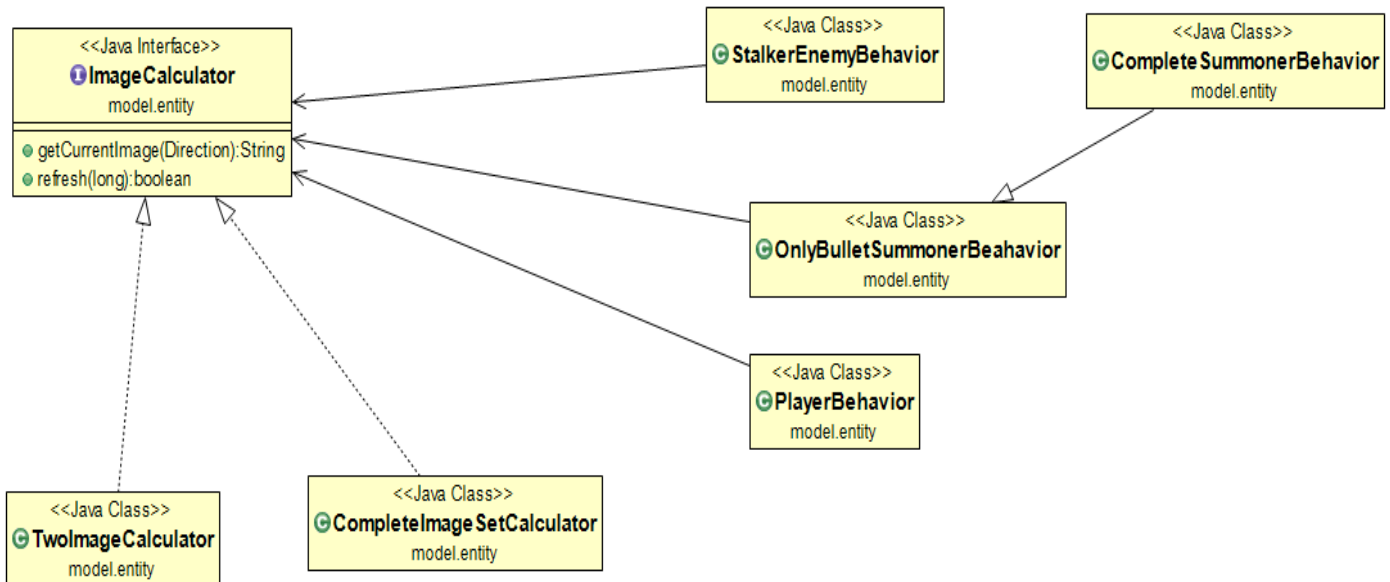 <<Java Interface>>
I ImageCalculator
model.entity
getCurrentImage(Direction):String
refresh(long):boolean
<<Java Class>>
C StalkerEnemyBehavior
model.entity
<<Java Class>>
C CompleteSummonerBehavior
model.entity
<<Java Class>>
C OnlyBulletSummonerBeahavior
model.entity
<<Java Class>>
C PlayerBehavior
model.entity
<<Java Class>>
C TwoImageCalculator
model.entity
<<Java Class>>
C CompleteImageSetCalculator
model.entity